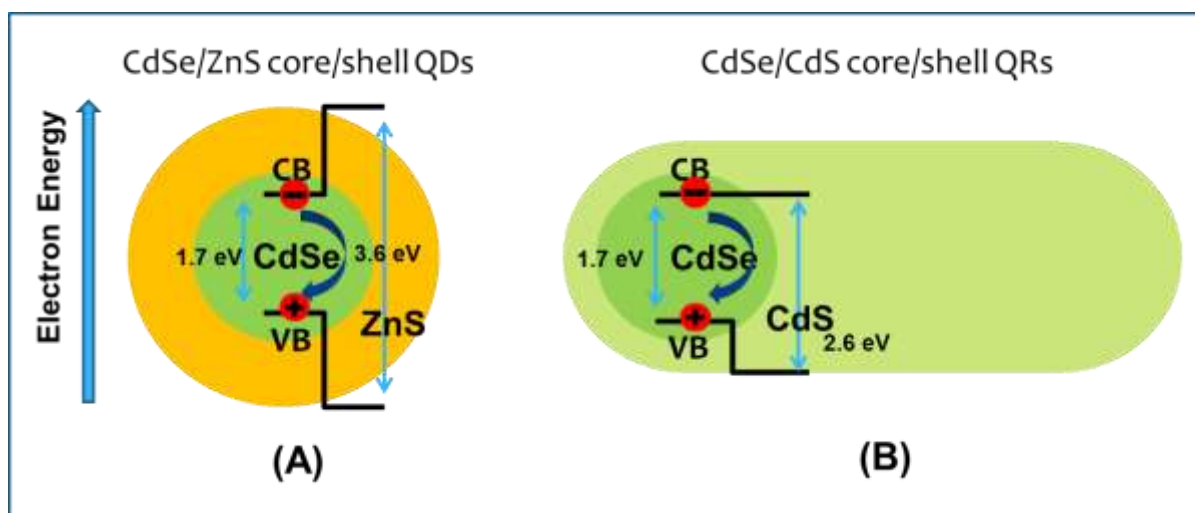 CdSe/ZnS core/shell QDs
CdSe/CdS core/shell QRs
Electron Energy
CB
−
1.7 eV
CdSe
3.6 eV
+
VB
ZnS
(A)
CB
−
1.7 eV
CdSe
+
VB
CdS
2.6 eV
(B)